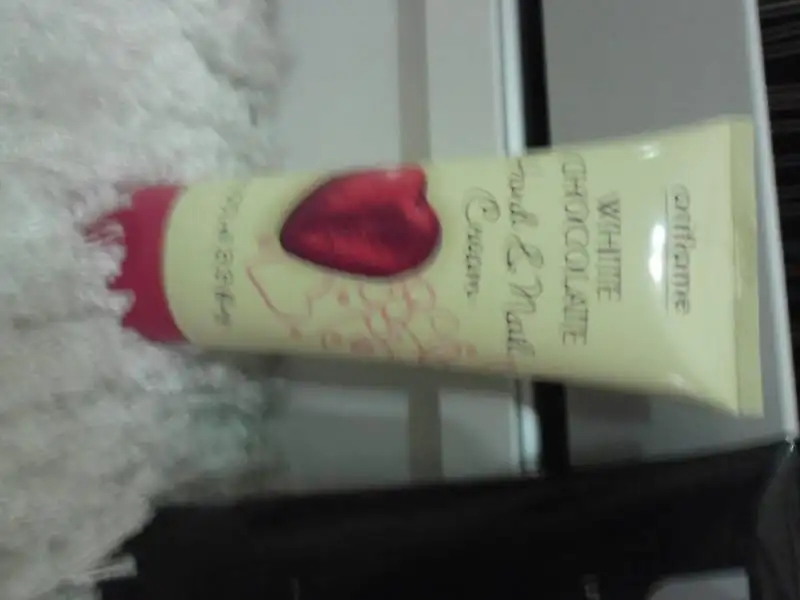 oriflame
WHITE
CHOCOLATE
Hand & Nail
Cream